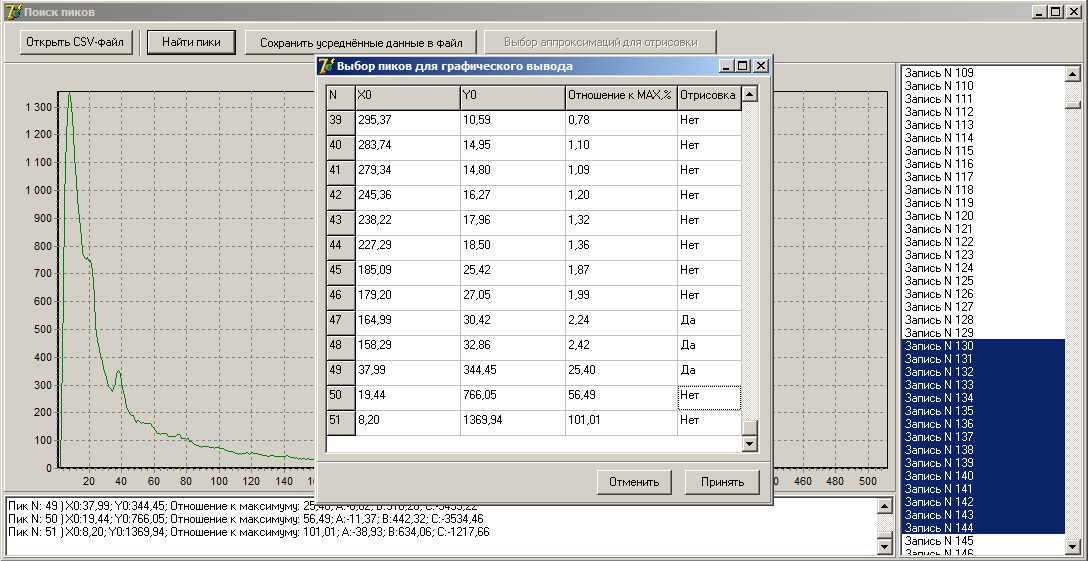 Поиск пиков
Открыть CSV-файл
Найти пики
Сохранить усреднённые данные в файл
Выбор аппроксимаций для отрисовки
1 300
1 200
1 100
1 000
900
800
700
600
500
400
300
200
100
0
20 40 60 80 100 120 140
460 480 500
Выбор пиков для графического вывода
N X0 Y0 Отношение к MAX,% Отрисовка
39 295,37 10,59 0,78 Нет
40 283,74 14,95 1,10 Нет
41 279,34 14,80 1,09 Нет
42 245,36 16,27 1,20 Нет
43 238,22 17,96 1,32 Нет
44 227,29 18,50 1,36 Нет
45 185,09 25,42 1,87 Нет
46 179,20 27,05 1,99 Нет
47 164,99 30,42 2,24 Да
48 158,29 32,86 2,42 Да
49 37,99 344,45 25,40 Да
50 19,44 766,05 56,49 Нет
51 8,20 1369,94 101,01 Нет
Отменить
Принять
Запись N 109
Запись N 110
Запись N 111
Запись N 112
Запись N 113
Запись N 114
Запись N 115
Запись N 116
Запись N 117
Запись N 118
Запись N 119
Запись N 120
Запись N 121
Запись N 122
Запись N 123
Запись N 124
Запись N 125
Запись N 126
Запись N 127
Запись N 128
Запись N 129
Запись N 130
Запись N 131
Запись N 132
Запись N 133
Запись N 134
Запись N 135
Запись N 136
Запись N 137
Запись N 138
Запись N 139
Запись N 140
Запись N 141
Запись N 142
Запись N 143
Запись N 144
Запись N 145
Запись N 146
Пик N: 49 ) X0:37,99; Y0:344,45; Отношение к максимуму: 25,40;
Пик N: 50 ) X0:19,44; Y0:766,05; Отношение к максимуму: 56,49; A:-11,37; B:442,32; C:-3534,46
Пик N: 51 ) X0:8,20; Y0:1369,94; Отношение к максимуму: 101,01; A:-38,93; B:634,06; C:-1217,66